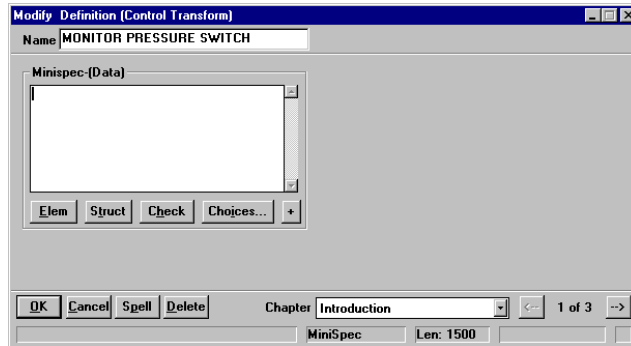 Modify Definition (Control Transform)
Name MONITOR PRESSURE SWITCH
Minispec-(Data)
Elem Struct Check Choices... +
OK Cancel Spell Delete Chapter Introduction <-- 1 of 3 -->
MiniSpec Len: 1500